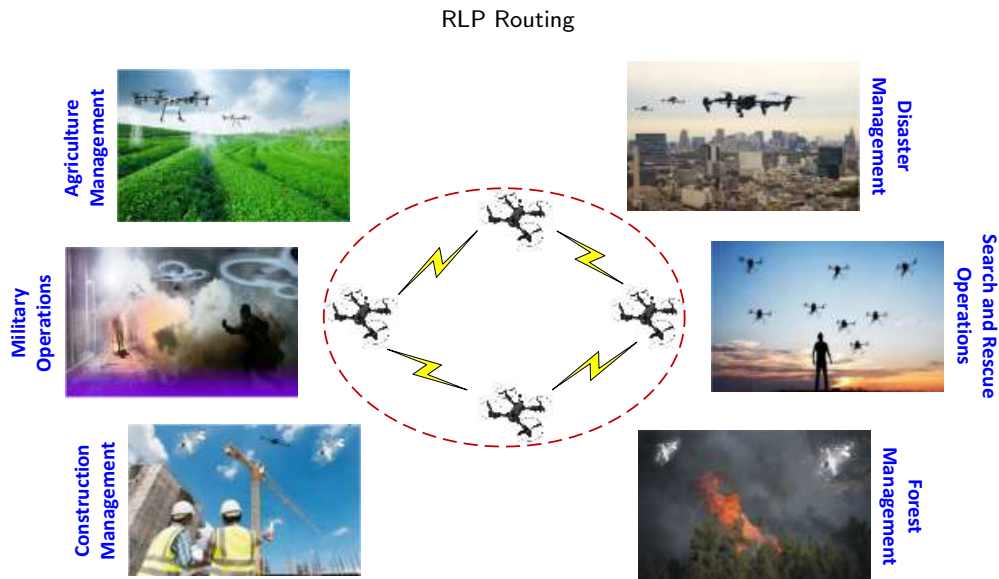 RLP Routing
Agriculture
Management
Disaster
Management
Military
Operations
Search and Rescue
Operations
Construction
Management
Forest
Management